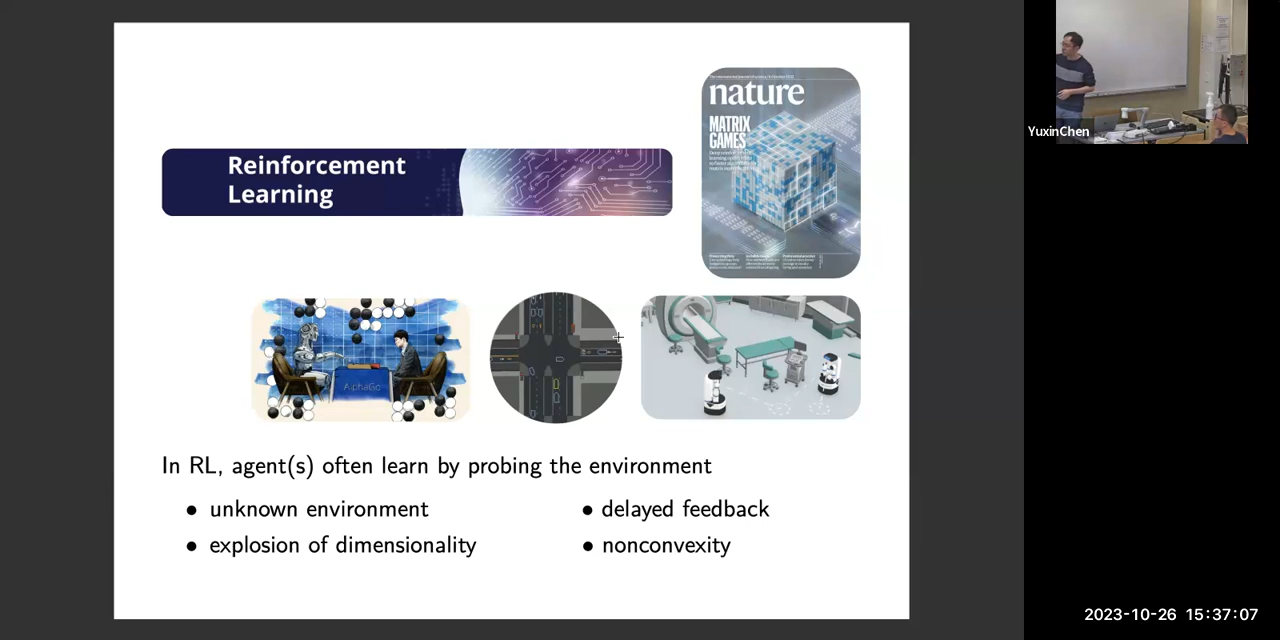 nature
MATRIX
GAMES
Reinforcement
Learning
AlphaGo
In RL, agent(s) often learn by probing the environment
• unknown environment
• delayed feedback
• explosion of dimensionality
• nonconvexity
YuxinChen
2023-10-26 15:37:07